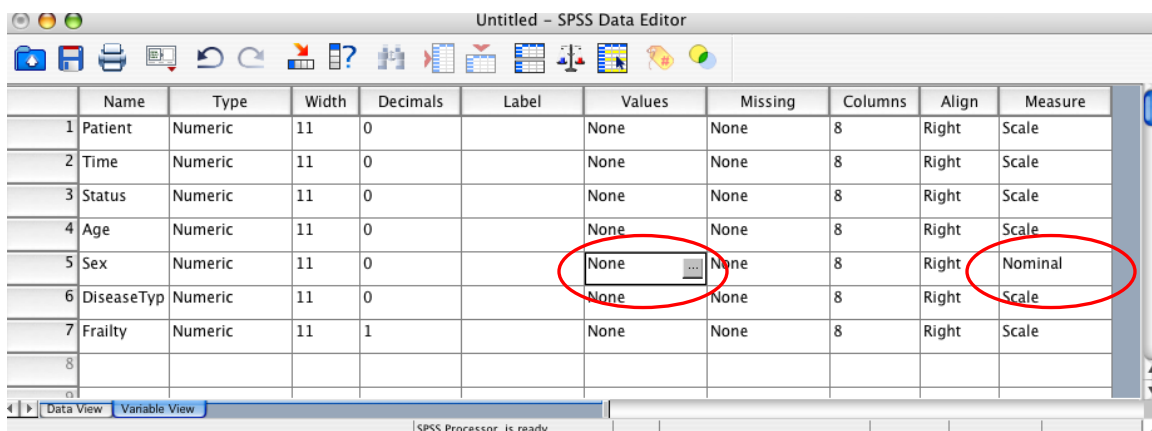 Untitled – SPSS Data Editor
Name Type Width Decimals Label Values Missing Columns Align Measure
1 Patient Numeric 11 0 None None 8 Right Scale
2 Time Numeric 11 0 None None 8 Right Scale
3 Status Numeric 11 0 None None 8 Right Scale
4 Age Numeric 11 0 None None 8 Right Scale
5 Sex Numeric 11 0 None ... None 8 Right Nominal
6 DiseaseTyp Numeric 11 0 None None 8 Right Scale
7 Frailty Numeric 11 1 None None 8 Right Scale
8
9
Data View Variable View
SPSS Processor is ready